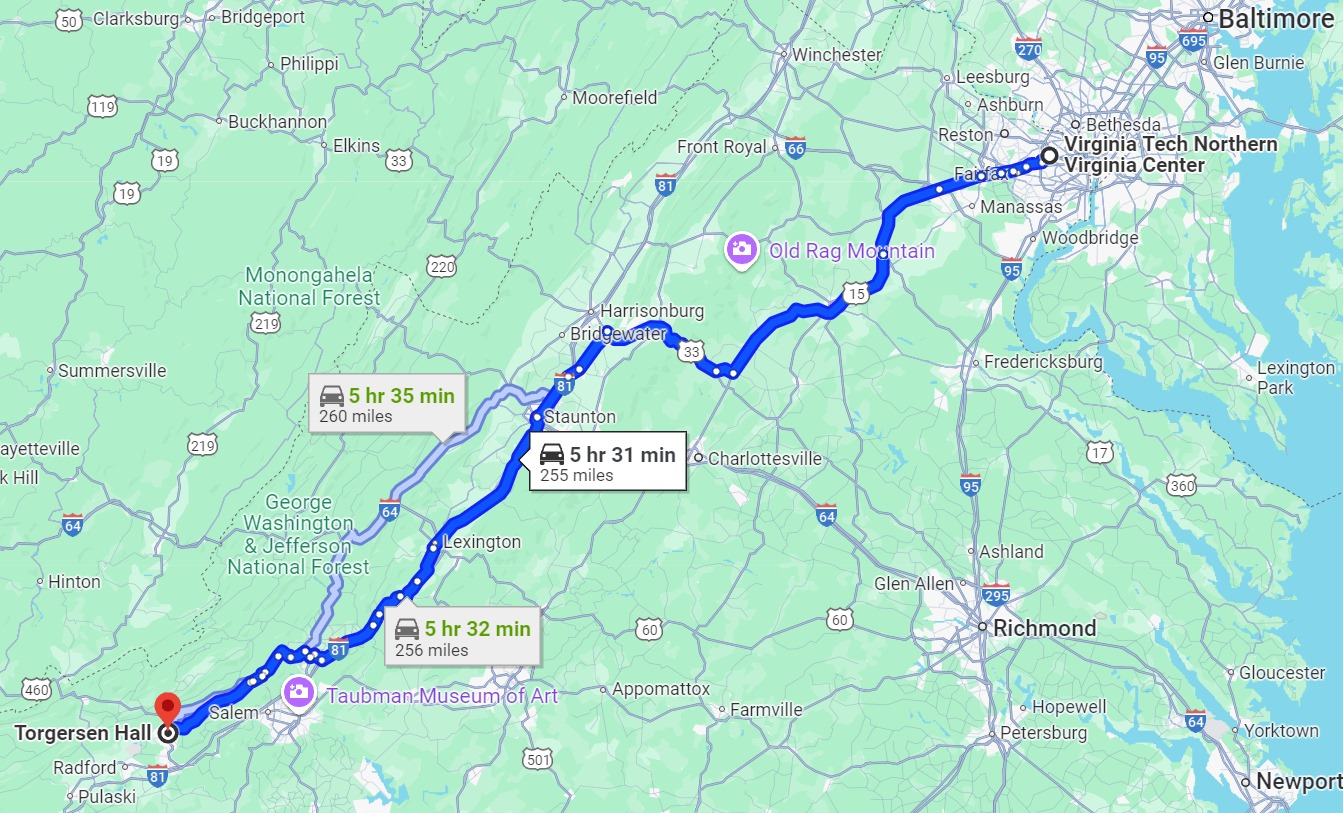 50
Clarksburg
Bridgeport
Baltimore
270
695
95
Glen Burnie
Philippi
Winchester
Leesburg
Moorefield
Ashburn
119
Buckhannon
Reston
Bethesda
Elkins
33
19
Front Royal
66
Virginia Tech Northern
Virginia Center
Fairfax
81
19
Manassas
Woodbridge
Old Rag Mountain
220
95
Monongahela
National Forest
15
219
Harrisonburg
Bridgewater
33
Fredericksburg
Summersville
Lexington
Park
81
5 hr 35 min
260 miles
Staunton
219
ayetteville
k Hill
5 hr 31 min
255 miles
Charlottesville
17
360
95
George
Washington
& Jefferson
National Forest
64
64
64
Lexington
Ashland
Hinton
Glen Allen
295
60
60
Richmond
5 hr 32 min
256 miles
81
Gloucester
460
Taubman Museum of Art
Appomattox
Farmville
Hopewell
Salem
64
Yorktown
Torgersen Hall
Petersburg
501
Radford
81
Pulaski
Newport